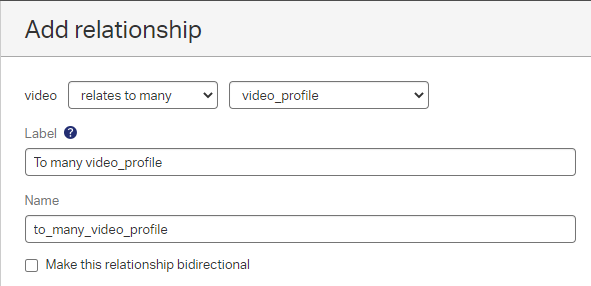 Add relationship
video relates to many video_profile
Label ?
To many video_profile
Name
to_many_video_profile
Make this relationship bidirectional